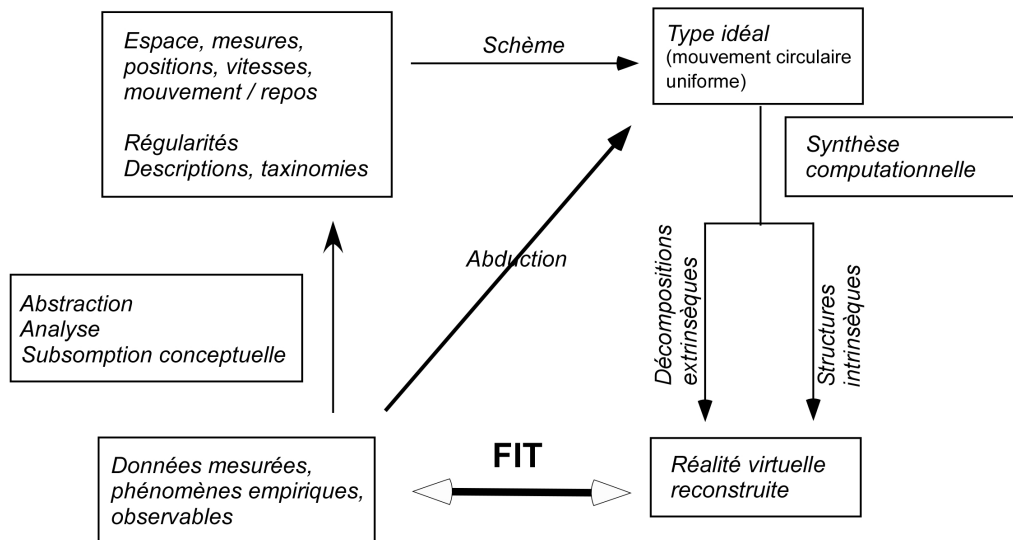 Espace, mesures,
positions, vitesses,
mouvement / repos
Régularités
Descriptions, taxinomies
Schème
Type idéal
(mouvement circulaire
uniforme)
Synthèse
computationnelle
Abduction
Décompositions
extrinsèques
Structures
intrinsèques
Abstraction
Analyse
Subsomption conceptuelle
Données mesurées,
phénomènes empiriques,
observables
FIT
Réalité virtuelle
reconstruite